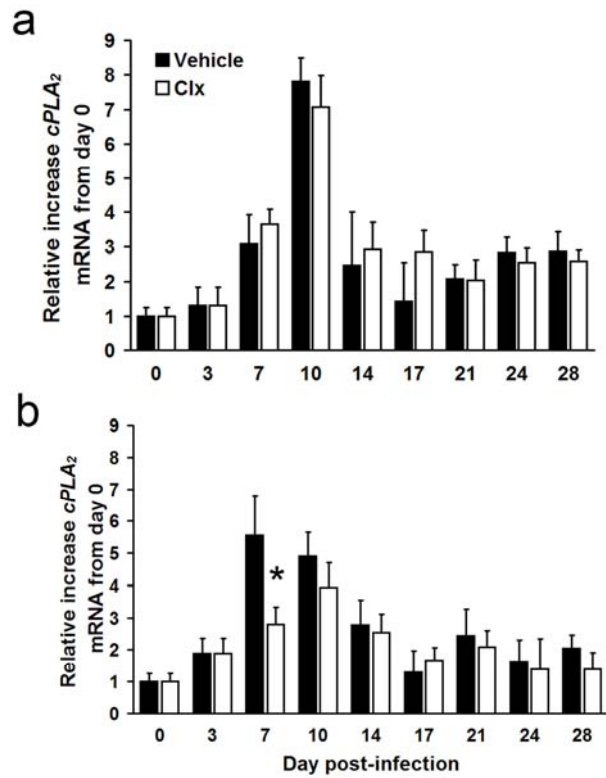 a
Relative increase cPLA₂
mRNA from day 0
9
8
7
6
5
4
3
2
1
0
Vehicle
Clx
0 3 7 10 14 17 21 24 28
b
Relative increase cPLA₂
mRNA from day 0
9
8
7
6
5
4
3
2
1
0
*
0 3 7 10 14 17 21 24 28
Day post-infection